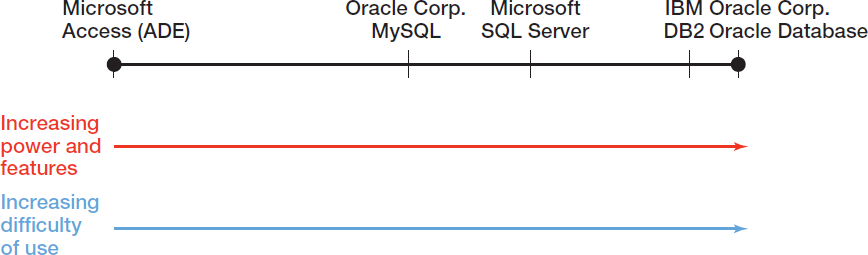 Microsoft
Access (ADE)
Oracle Corp.
MySQL
Microsoft
SQL Server
IBM
DB2
Oracle Corp.
Oracle Database
Increasing
power and
features
Increasing
difficulty
of use